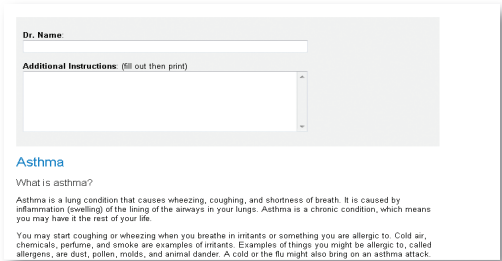 Dr. Name:
Additional Instructions: (fill out then print)
Asthma
What is asthma?
Asthma is a lung condition that causes wheezing, coughing, and shortness of breath. It is caused by
inflammation (swelling) of the lining of the airways in your lungs. Asthma is a chronic condition, which means
you may have it the rest of your life.
You may start coughing or wheezing when you breathe in irritants or something you are allergic to. Cold air,
chemicals, perfume, and smoke are examples of irritants. Examples of things you might be allergic to, called
allergens, are dust, pollen, molds, and animal dander. A cold or the flu might also bring on an asthma attack.